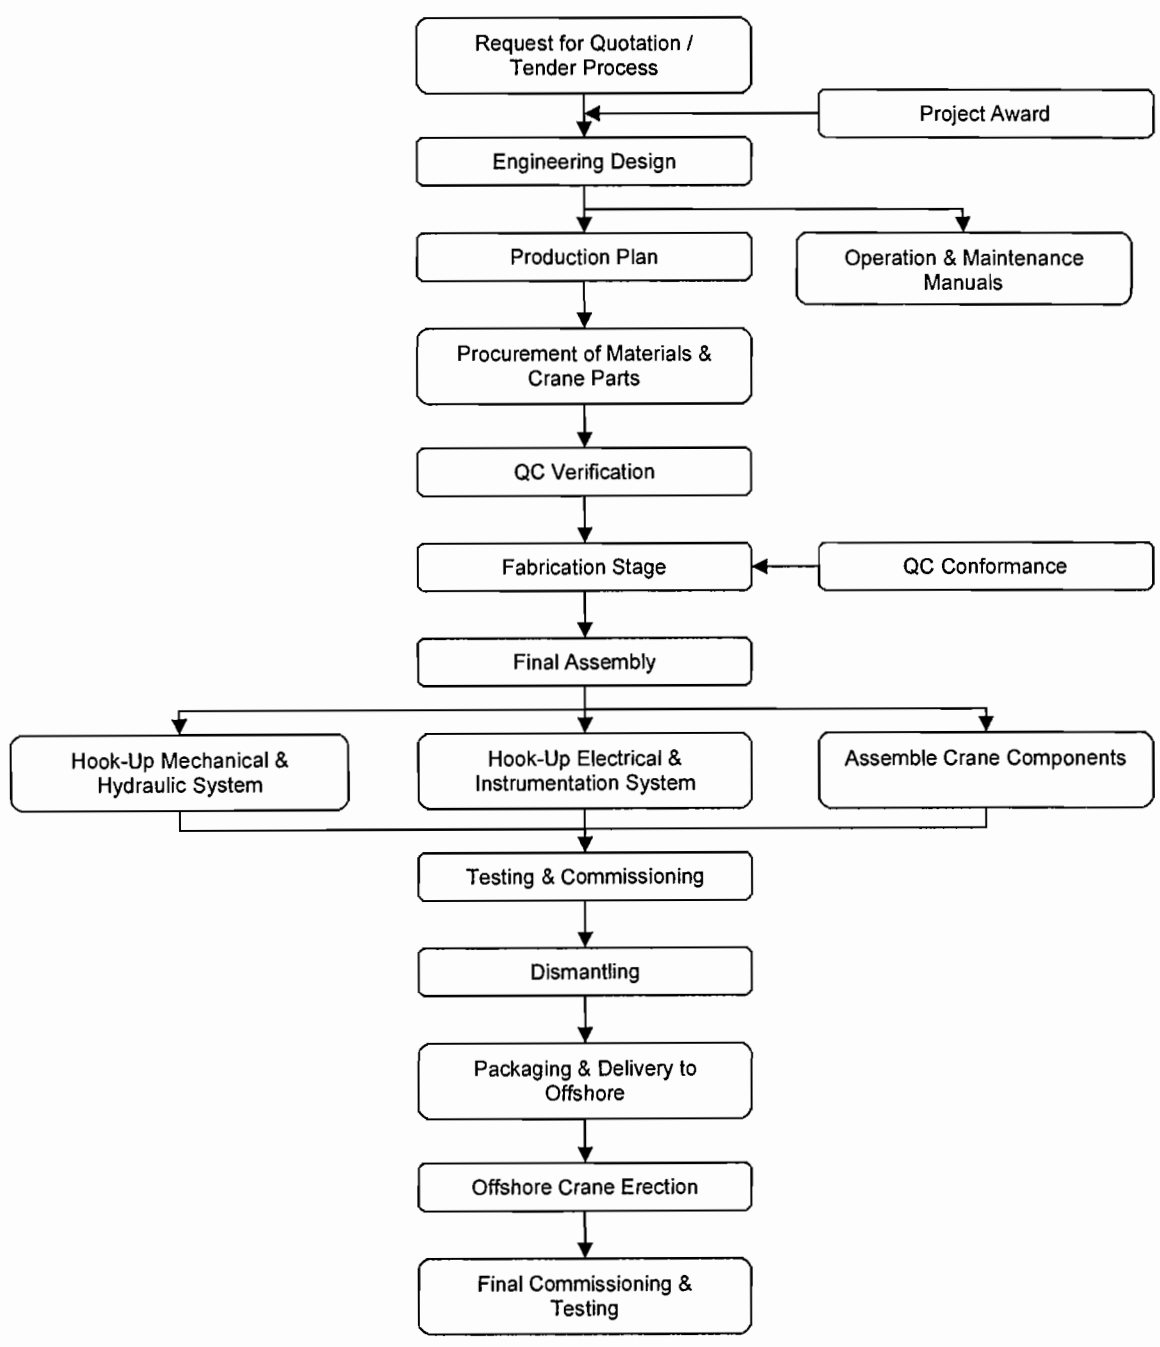 Request for Quotation /
Tender Process
Project Award
Engineering Design
Production Plan
Operation & Maintenance
Manuals
Procurement of Materials &
Crane Parts
QC Verification
Fabrication Stage
QC Conformance
Final Assembly
Hook-Up Mechanical &
Hydraulic System
Hook-Up Electrical &
Instrumentation System
Assemble Crane Components
Testing & Commissioning
Dismantling
Packaging & Delivery to
Offshore
Offshore Crane Erection
Final Commissioning &
Testing